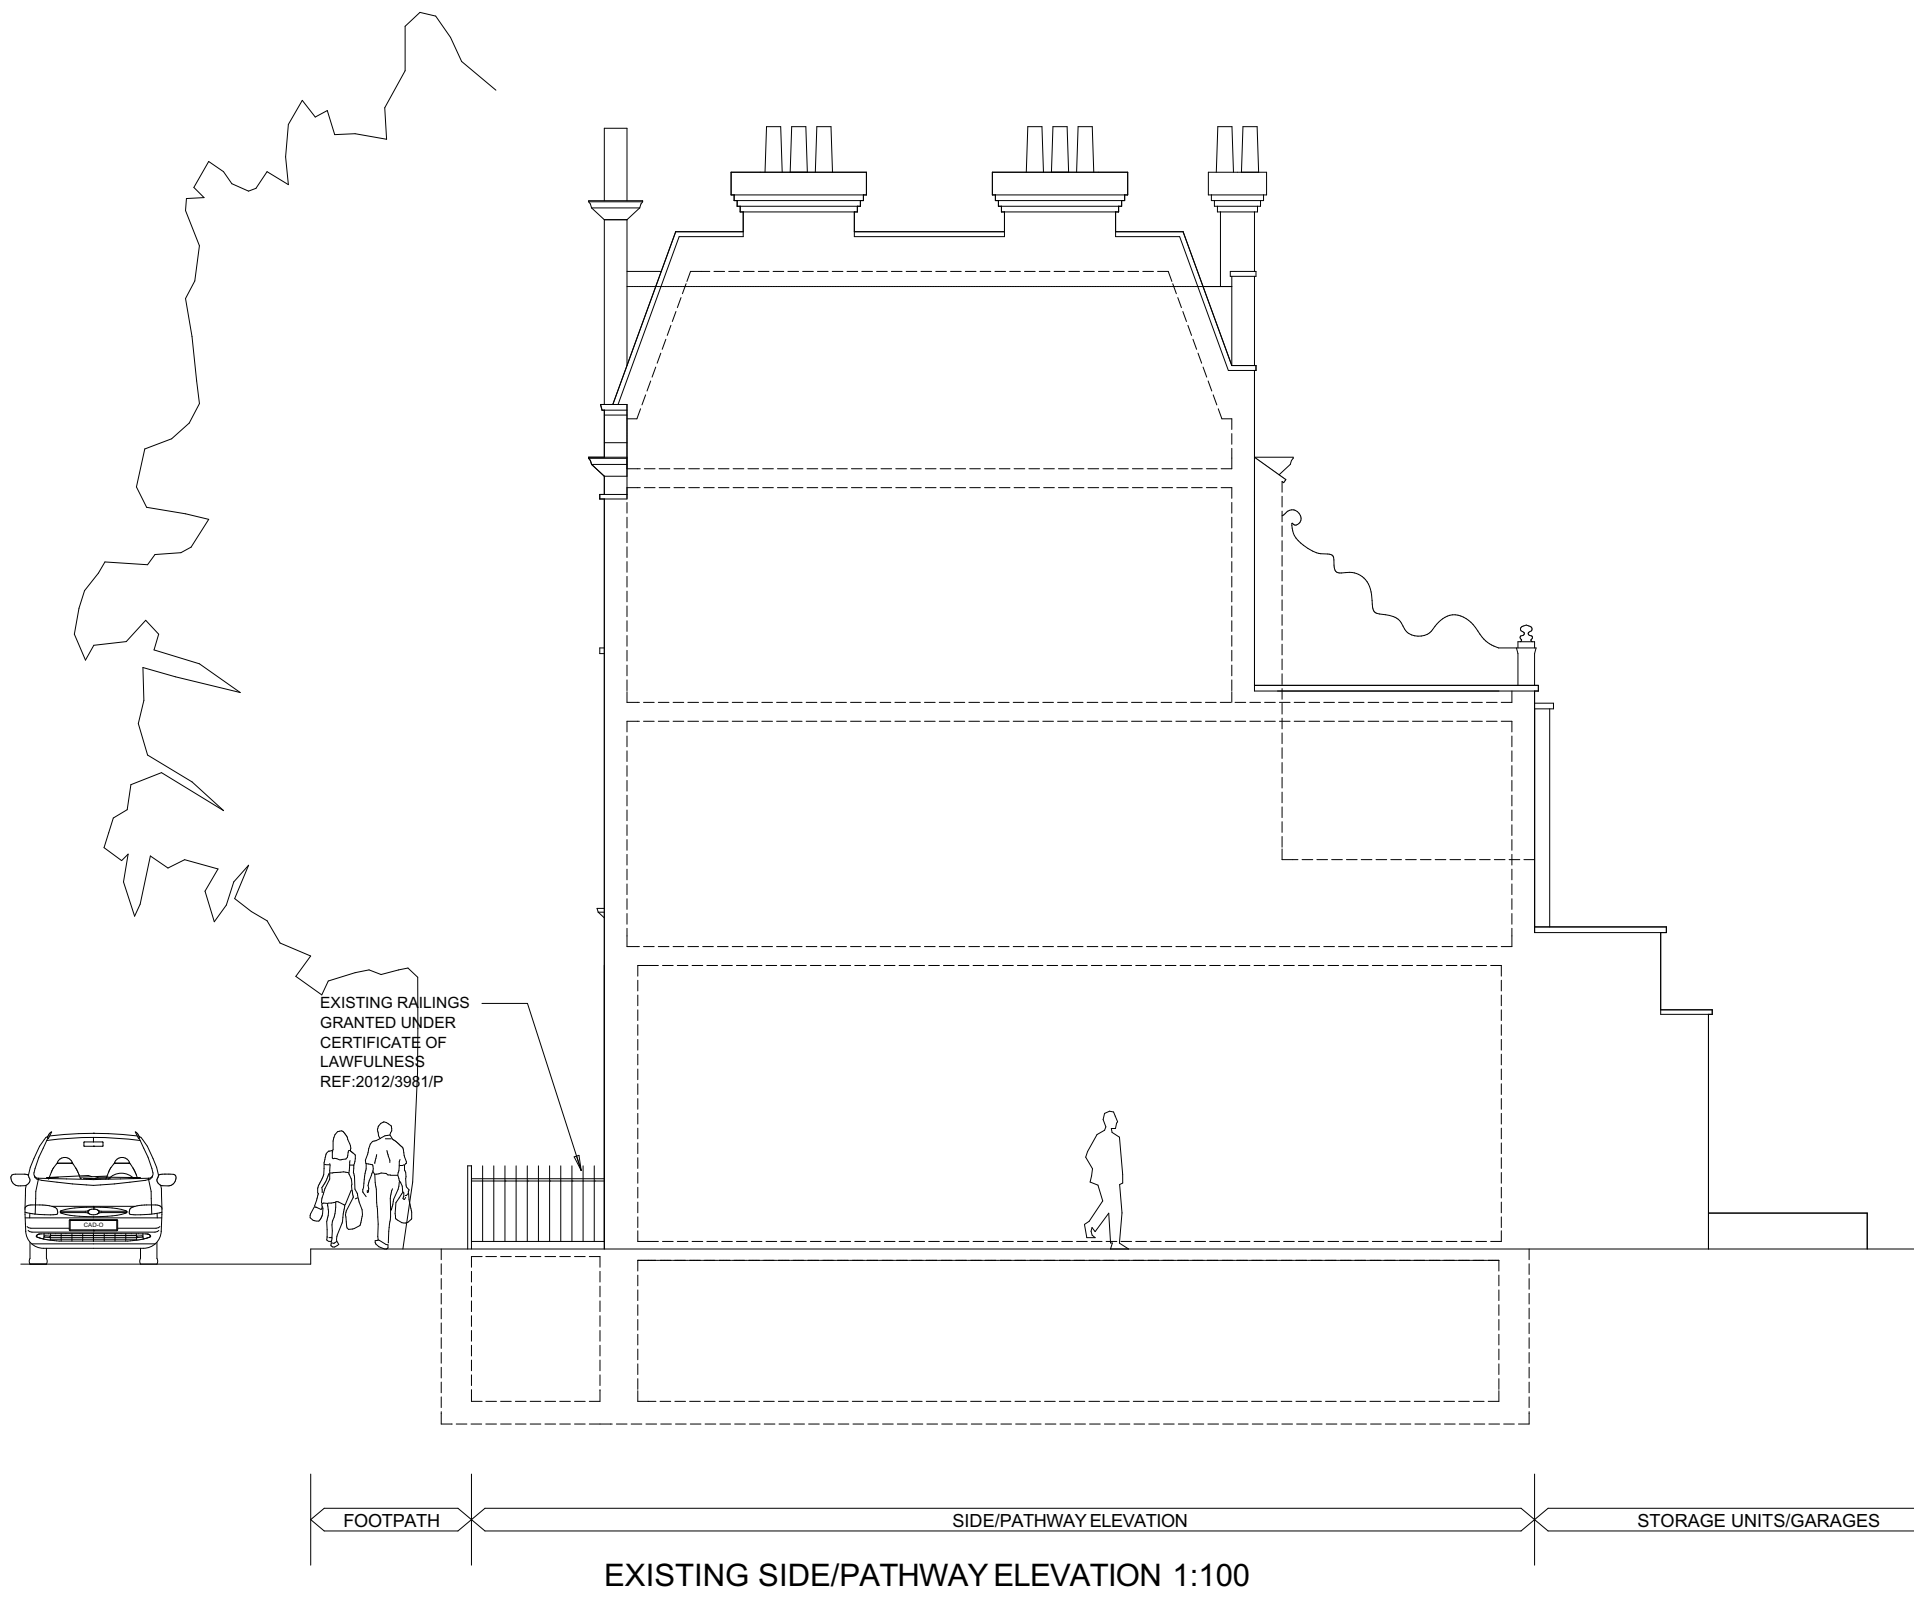 EXISTING RAILINGS
GRANTED UNDER
CERTIFICATE OF
LAWFULNESS
REF:2012/3981/P
CAD-D
FOOTPATH
SIDE/PATHWAY ELEVATION
STORAGE UNITS/GARAGES
EXISTING SIDE/PATHWAY ELEVATION 1:100